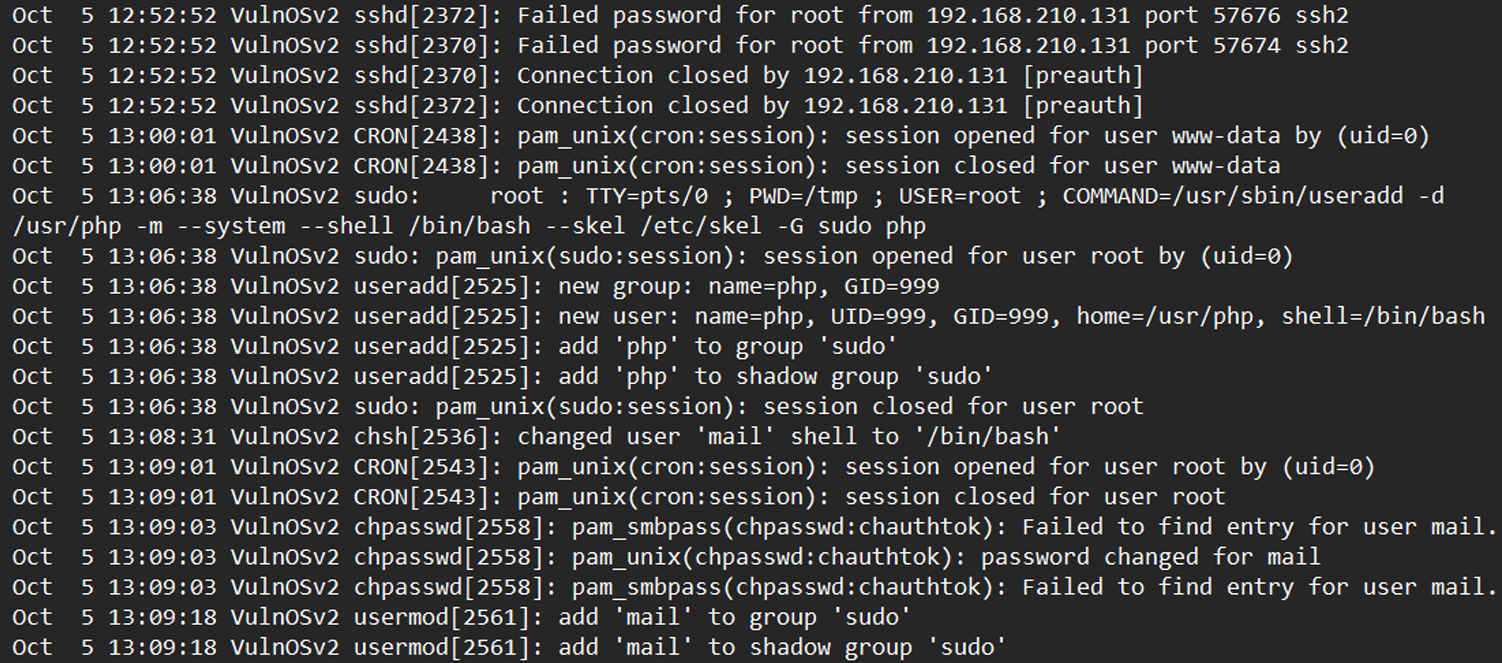 Oct  5 12:52:52 VulnOSv2 sshd[2372]: Failed password for root from 192.168.210.131 port 57676 ssh2
Oct  5 12:52:52 VulnOSv2 sshd[2370]: Failed password for root from 192.168.210.131 port 57674 ssh2
Oct  5 12:52:52 VulnOSv2 sshd[2370]: Connection closed by 192.168.210.131 [preauth]
Oct  5 12:52:52 VulnOSv2 sshd[2372]: Connection closed by 192.168.210.131 [preauth]
Oct  5 13:00:01 VulnOSv2 CRON[2438]: pam_unix(cron:session): session opened for user www-data by (uid=0)
Oct  5 13:00:01 VulnOSv2 CRON[2438]: pam_unix(cron:session): session closed for user www-data
Oct  5 13:06:38 VulnOSv2 sudo:     root : TTY=pts/0 ; PWD=/tmp ; USER=root ; COMMAND=/usr/sbin/useradd -d
/usr/php -m --system --shell /bin/bash --skel /etc/skel -G sudo php
Oct  5 13:06:38 VulnOSv2 sudo: pam_unix(sudo:session): session opened for user root by (uid=0)
Oct  5 13:06:38 VulnOSv2 useradd[2525]: new group: name=php, GID=999
Oct  5 13:06:38 VulnOSv2 useradd[2525]: new user: name=php, UID=999, GID=999, home=/usr/php, shell=/bin/bash
Oct  5 13:06:38 VulnOSv2 useradd[2525]: add 'php' to group 'sudo'
Oct  5 13:06:38 VulnOSv2 useradd[2525]: add 'php' to shadow group 'sudo'
Oct  5 13:06:38 VulnOSv2 sudo: pam_unix(sudo:session): session closed for user root
Oct  5 13:08:31 VulnOSv2 chsh[2536]: changed user 'mail' shell to '/bin/bash'
Oct  5 13:09:01 VulnOSv2 CRON[2543]: pam_unix(cron:session): session opened for user root by (uid=0)
Oct  5 13:09:01 VulnOSv2 CRON[2543]: pam_unix(cron:session): session closed for user root
Oct  5 13:09:03 VulnOSv2 chpasswd[2558]: pam_smbpass(chpasswd:chauthtok): Failed to find entry for user mail.
Oct  5 13:09:03 VulnOSv2 chpasswd[2558]: pam_unix(chpasswd:chauthtok): password changed for mail
Oct  5 13:09:03 VulnOSv2 chpasswd[2558]: pam_smbpass(chpasswd:chauthtok): Failed to find entry for user mail.
Oct  5 13:09:18 VulnOSv2 usermod[2561]: add 'mail' to group 'sudo'
Oct  5 13:09:18 VulnOSv2 usermod[2561]: add 'mail' to shadow group 'sudo'